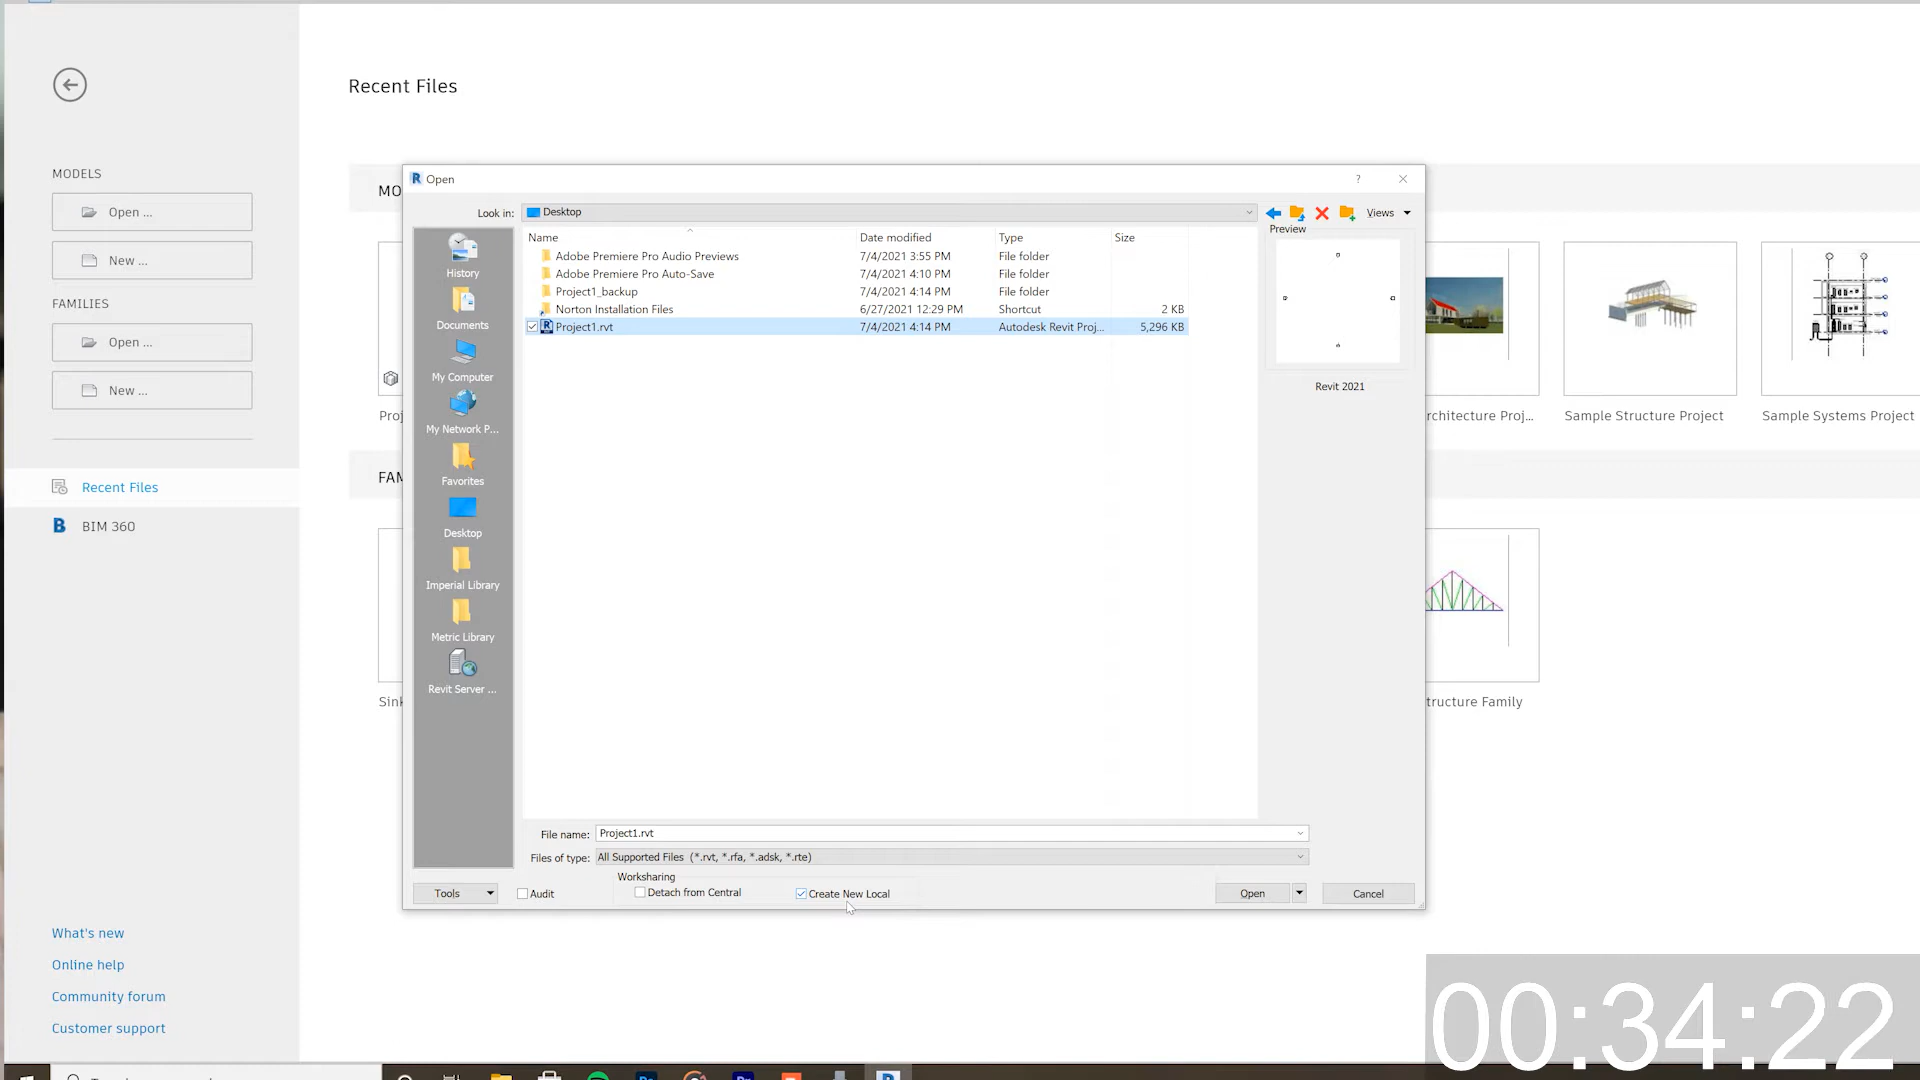 Recent Files
MODELS
Open ...
New ...
FAMILIES
Open ...
New ...
Recent Files
BIM 360
What's new
Online help
Community forum
Customer support
MO
Proj
FAM
Sink
R Open
?
Look in:
Desktop
Views
History
Documents
My Computer
My Network P...
Favorites
Desktop
Imperial Library
Metric Library
Revit Server ...
Name Date modified Type Size
Adobe Premiere Pro Audio Previews 7/4/2021 3:55 PM File folder
Adobe Premiere Pro Auto-Save 7/4/2021 4:10 PM File folder
Project1_backup 7/4/2021 4:14 PM File folder
Norton Installation Files 6/27/2021 12:29 PM Shortcut 2 KB
Project1.rvt 7/4/2021 4:14 PM Autodesk Revit Proj... 5,296 KB
Preview
Revit 2021
File name: Project1.rvt
Files of type: All Supported Files (*.rvt, *.rfa, *.adsk, *.rte)
Worksharing
Tools
Audit
Detach from Central
Create New Local
Open
Cancel
rchitecture Proj...
Sample Structure Project
Sample Systems Project
tructure Family
00:34:22